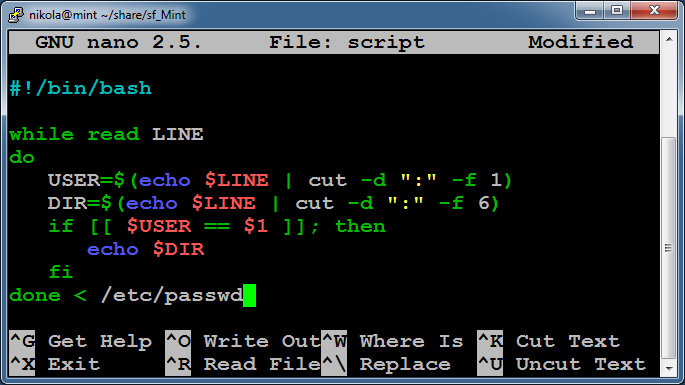 nikola@mint ~/share/sf_Mint
GNU nano 2.5. File: script Modified
#!/bin/bash
while read LINE
do
USER=$(echo $LINE | cut -d ":" -f 1)
DIR=$(echo $LINE | cut -d ":" -f 6)
if [[ $USER == $1 ]]; then
echo $DIR
fi
done < /etc/passwd
^G Get Help ^O Write Out ^W Where Is ^K Cut Text
^X Exit ^R Read File ^\ Replace ^U Uncut Text